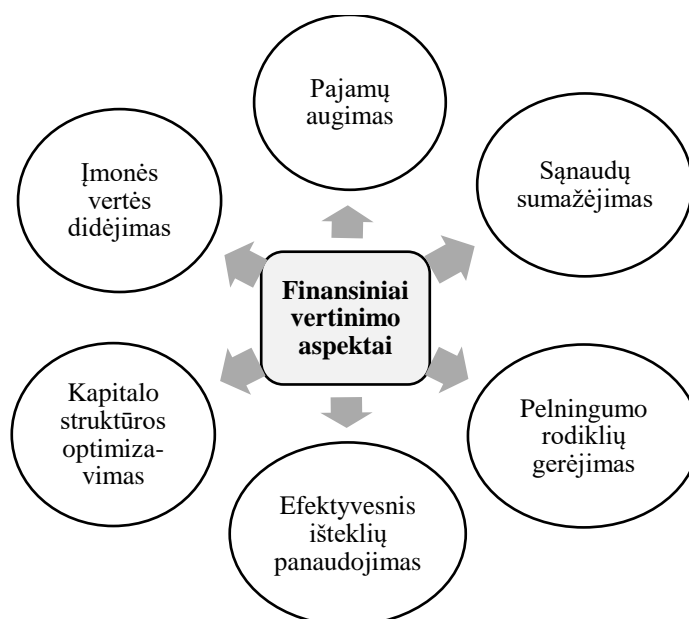 Pajamų
augimas
Sąnaudų
sumažėjimas
Pelningumo
rodiklių
gerėjimas
Efektyvesnis
išteklių
panaudojimas
Kapitalo
struktūros
optimiza-
vimas
Įmonės
vertės
didėjimas
Finansiniai
vertinimo
aspektai